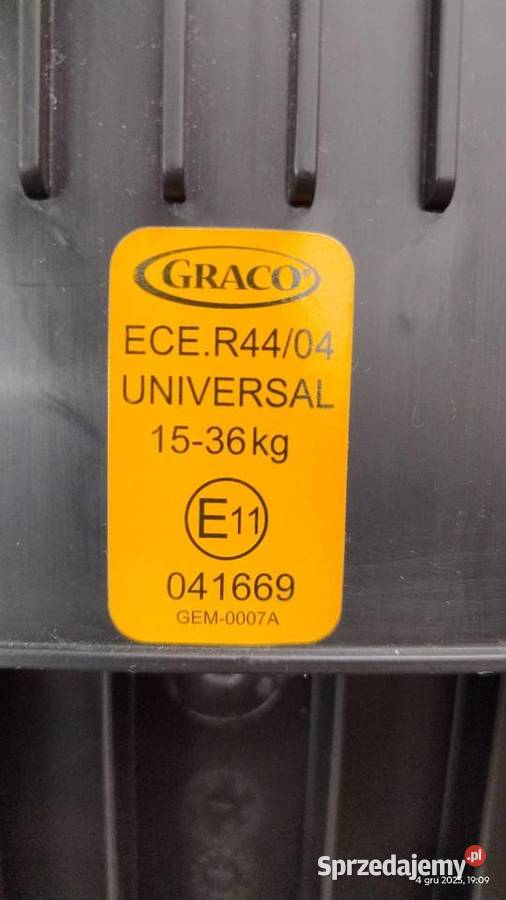 GRACO®
ECE.R44/04
UNIVERSAL
15-36kg
E11
041669
GEM-0007A
Sprzedajemy.pl
4 gru 2025, 19:09